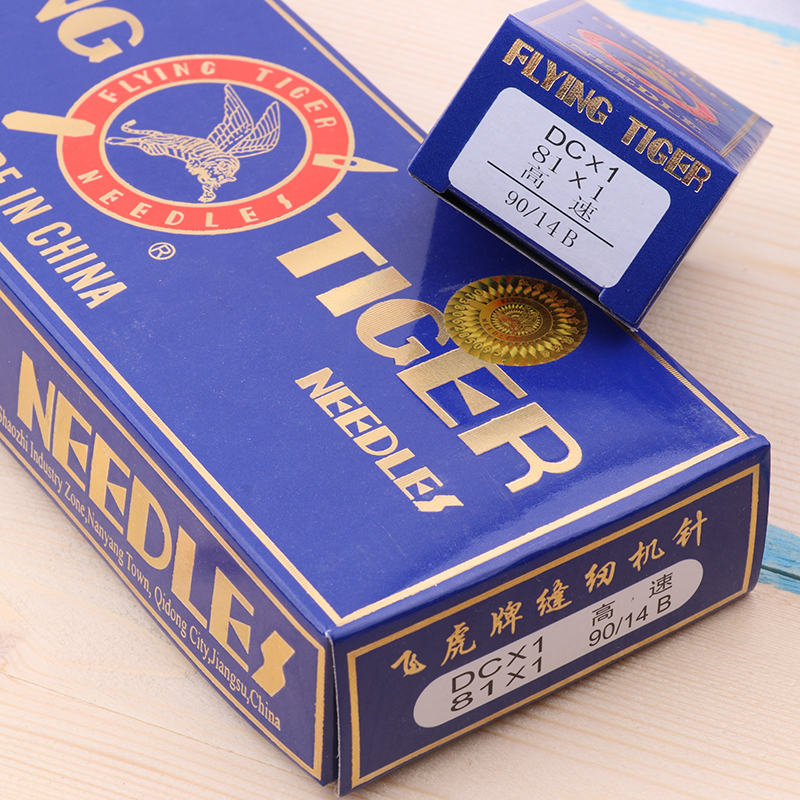 NG
FLYING TIGER
NEEDLES
®
IN CHINA
TIGER
NEEDLES
FLYING TIGER
DC×1
81×1
高速
90/14 B
NEEDLES
Shaozhi Industry Zone,Nanyang Town, Qidong City,Jiangsu,China
飞虎牌缝纫机针
DC×1 高速
81×1 90/14 B